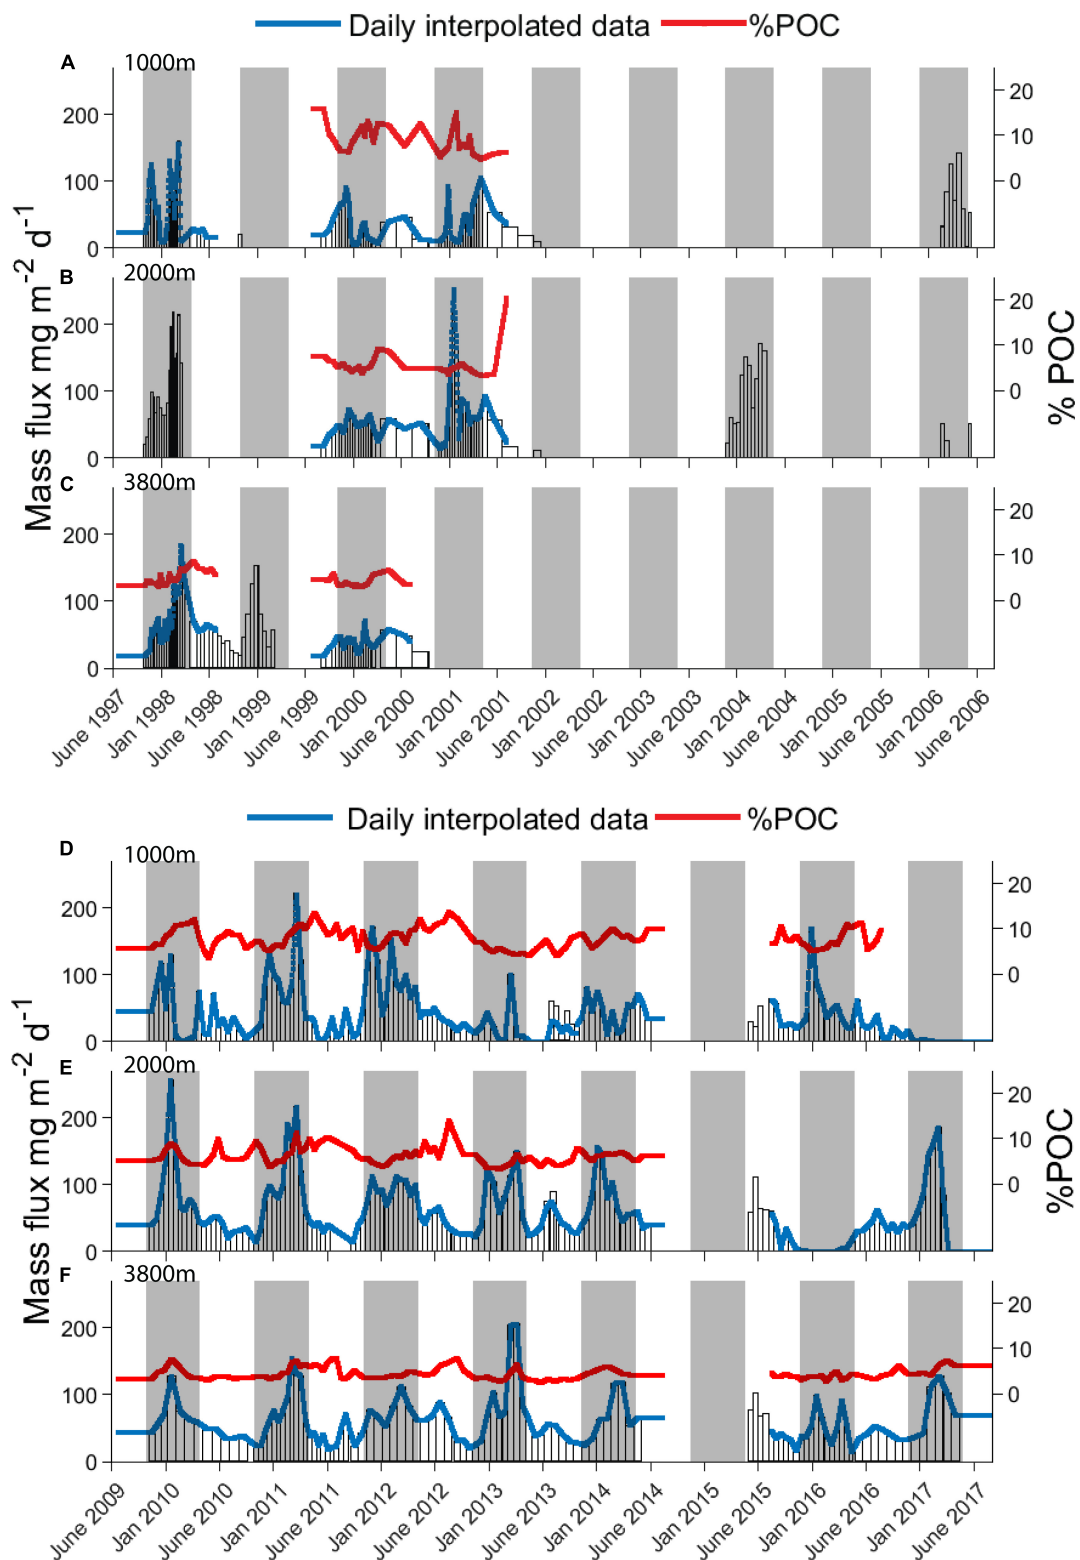 Daily interpolated data %POC
A 1000m
200
100
0
20
10
0
B 2000m
200
100
0
20
10
0
C 3800m
200
100
0
20
10
0
Mass flux mg m⁻² d⁻¹
% POC
June 1997 Jan 1998 June 1998 Jan 1999 June 1999 Jan 2000 June 2000 Jan 2001 June 2001 Jan 2002 June 2002 Jan 2003 June 2003 Jan 2004 June 2004 June 2005 June 2005 Jan 2006 June 2006
Daily interpolated data %POC
D 1000m
200
100
0
20
10
0
E 2000m
200
100
0
20
10
0
F 3800m
200
100
0
20
10
0
Mass flux mg m⁻² d⁻¹
%POC
June 2009 Jan 2010 June 2010 Jan 2011 June 2011 Jan 2012 June 2012 Jan 2013 June 2013 Jan 2014 June 2014 Jan 2015 June 2015 Jan 2016 June 2016 Jan 2017 June 2017